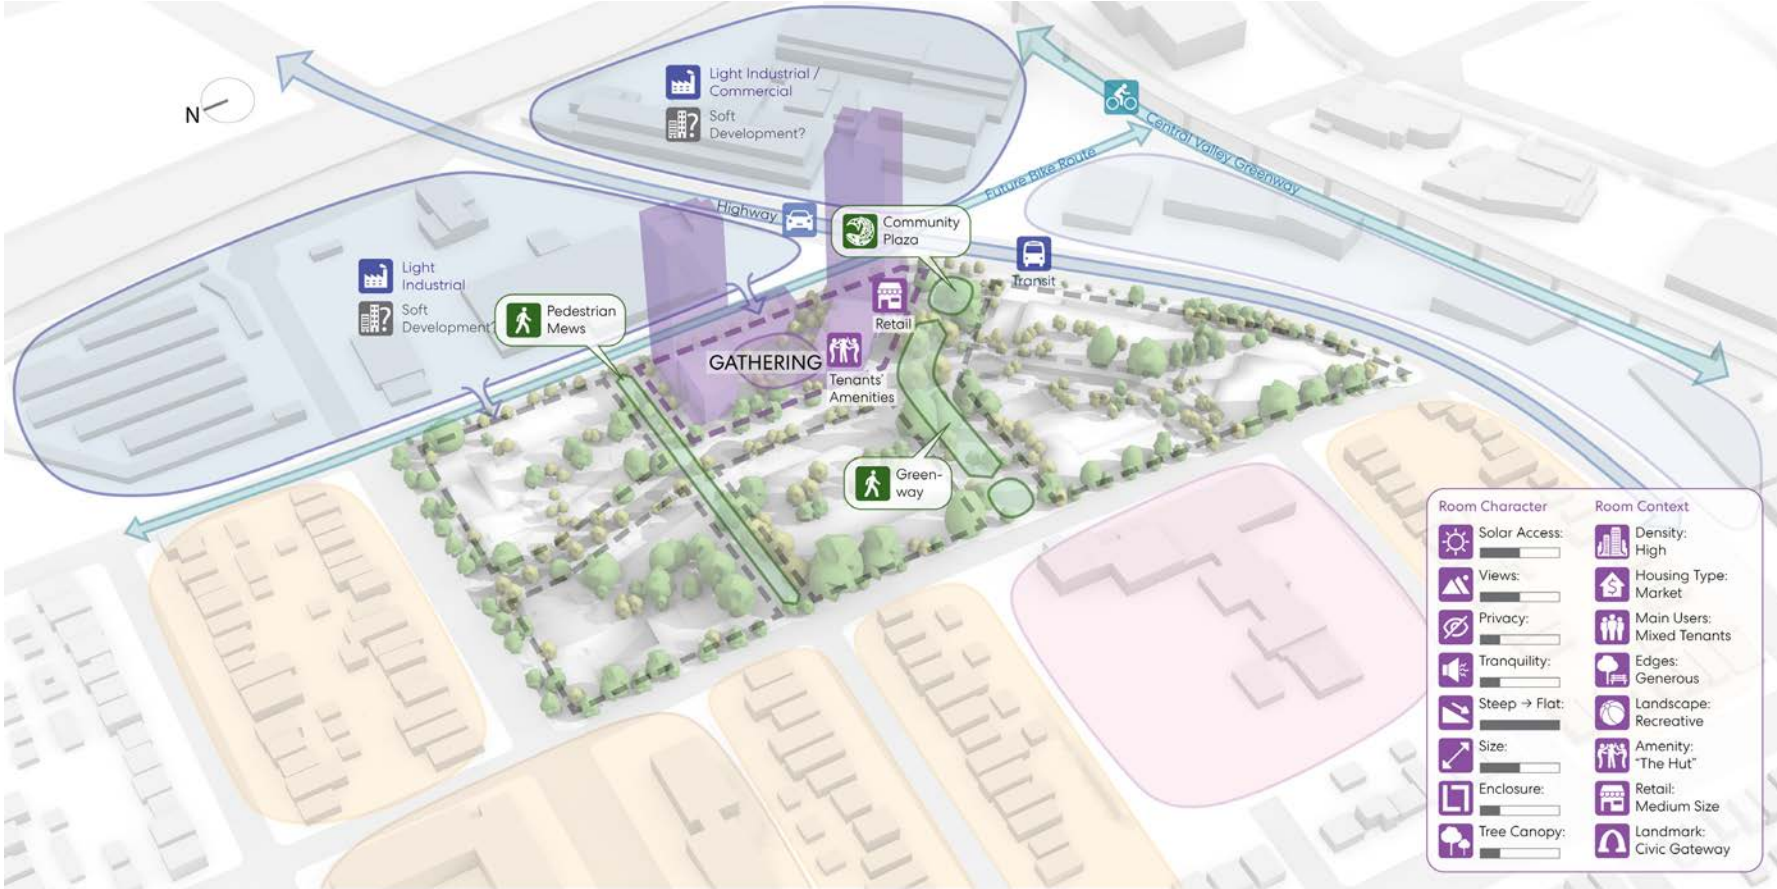 N
Light Industrial /
Commercial
Soft
Development?
Central Valley Greenway
Future Bike Route
Highway
Community
Plaza
Light
Industrial
Soft
Development?
Transit
Pedestrian
Mews
Retail
GATHERING
Tenants'
Amenities
Green-
way
Room Character
Solar Access:
Views:
Privacy:
Tranquility:
Steep → Flat:
Size:
Enclosure:
Tree Canopy:
Room Context
Density:
High
Housing Type:
Market
Main Users:
Mixed Tenants
Edges:
Generous
Landscape:
Recreative
Amenity:
"The Hut"
Retail:
Medium Size
Landmark:
Civic Gateway